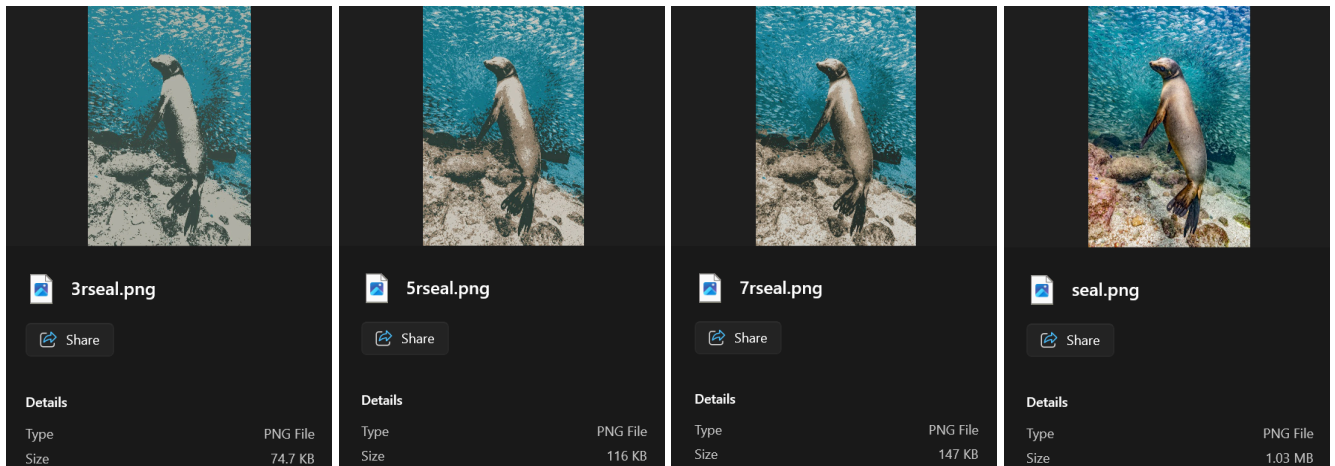 3rseal.png
Share
Details
Type PNG File
Size 74.7 KB
5rseal.png
Share
Details
Type PNG File
Size 116 KB
7rseal.png
Share
Details
Type PNG File
Size 147 KB
seal.png
Share
Details
Type PNG File
Size 1.03 MB